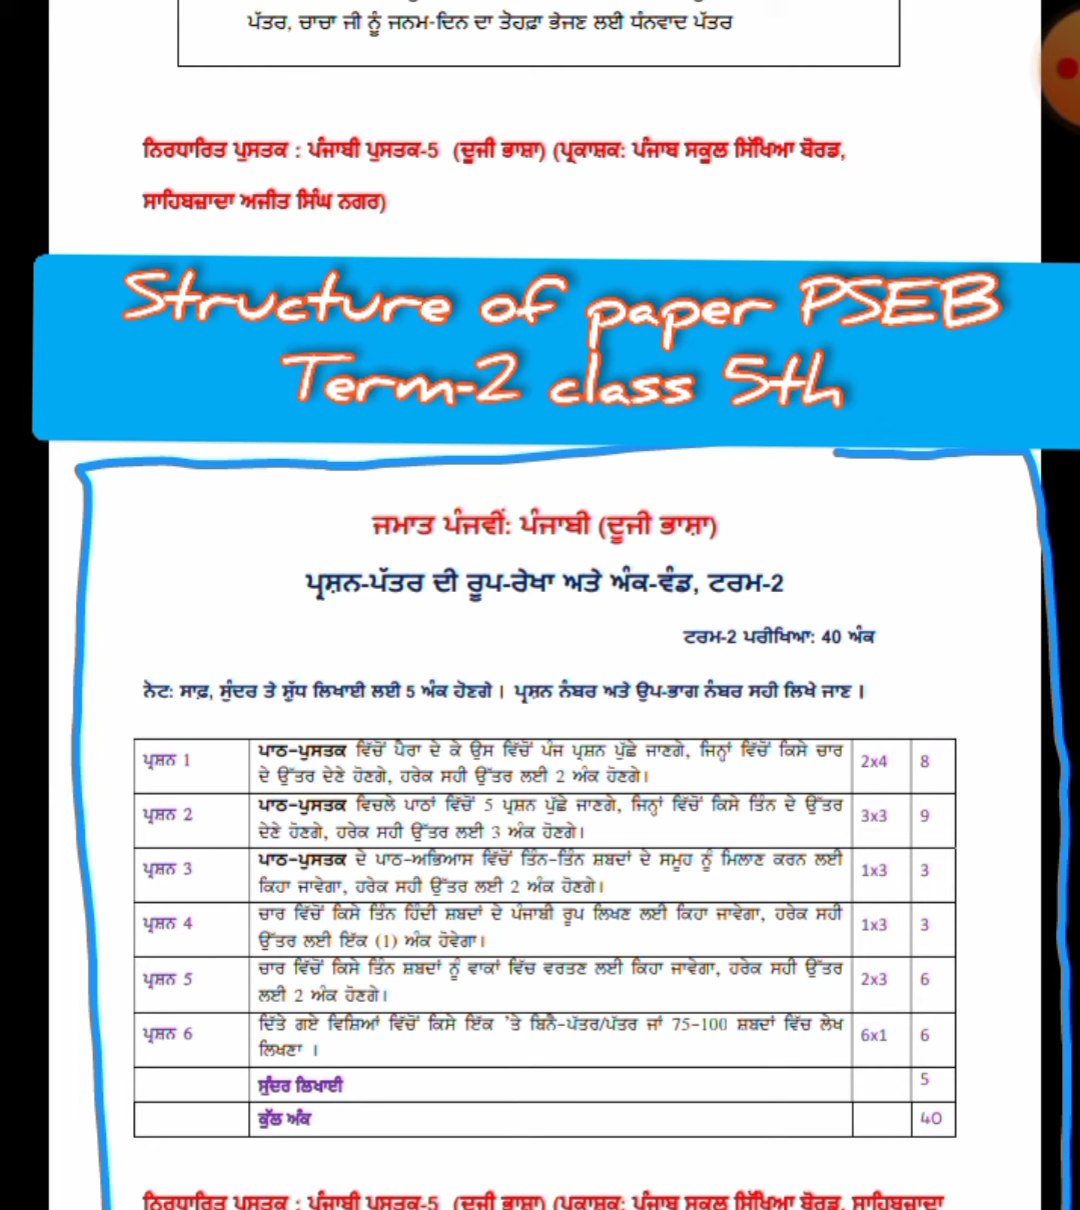 ਪੱਤਰ, ਚਾਚਾ ਜੀ ਨੂੰ ਜਨਮ-ਦਿਨ ਦਾ ਤੋਹਫ਼ਾ ਭੇਜਣ ਲਈ ਧੰਨਵਾਦ ਪੱਤਰ
ਨਿਰਧਾਰਿਤ ਪੁਸਤਕ : ਪੰਜਾਬੀ ਪੁਸਤਕ-5 (ਦੂਜੀ ਭਾਸ਼ਾ) (ਪ੍ਰਕਾਸ਼ਕ: ਪੰਜਾਬ ਸਕੂਲ ਸਿੱਖਿਆ ਬੋਰਡ,
ਸਾਹਿਬਜ਼ਾਦਾ ਅਜੀਤ ਸਿੰਘ ਨਗਰ)
Structure of paper PSEB
Term-2 class 5th
ਜਮਾਤ ਪੰਜਵੀਂ: ਪੰਜਾਬੀ (ਦੂਜੀ ਭਾਸ਼ਾ)
ਪ੍ਰਸ਼ਨ-ਪੱਤਰ ਦੀ ਰੂਪ-ਰੇਖਾ ਅਤੇ ਅੰਕ-ਵੰਡ, ਟਰਮ-2
ਟਰਮ-2 ਪਰੀਖਿਆ: 40 ਅੰਕ
ਨੋਟ: ਸਾਫ਼, ਸੁੰਦਰ ਤੇ ਸ਼ੁੱਧ ਲਿਖਾਈ ਲਈ 5 ਅੰਕ ਹੋਣਗੇ। ਪ੍ਰਸ਼ਨ ਨੰਬਰ ਅਤੇ ਉਪ-ਭਾਗ ਨੰਬਰ ਸਹੀ ਲਿਖੇ ਜਾਣ।
ਪ੍ਰਸ਼ਨ 1 ਪਾਠ-ਪੁਸਤਕ ਵਿੱਚੋਂ ਪੈਰਾ ਦੇ ਕੇ ਉਸ ਵਿੱਚੋਂ ਪੰਜ ਪ੍ਰਸ਼ਨ ਪੁੱਛੇ ਜਾਣਗੇ, ਜਿਨ੍ਹਾਂ ਵਿੱਚੋਂ ਕਿਸੇ ਚਾਰ 2x4 8
ਦੇ ਉੱਤਰ ਦੇਣੇ ਹੋਣਗੇ, ਹਰੇਕ ਸਹੀ ਉੱਤਰ ਲਈ 2 ਅੰਕ ਹੋਣਗੇ।
ਪ੍ਰਸ਼ਨ 2 ਪਾਠ-ਪੁਸਤਕ ਵਿਚਲੇ ਪਾਠਾਂ ਵਿੱਚੋਂ 5 ਪ੍ਰਸ਼ਨ ਪੁੱਛੇ ਜਾਣਗੇ, ਜਿਨ੍ਹਾਂ ਵਿੱਚੋਂ ਕਿਸੇ ਤਿੰਨ ਦੇ ਉੱਤਰ 3x3 9
ਦੇਣੇ ਹੋਣਗੇ, ਹਰੇਕ ਸਹੀ ਉੱਤਰ ਲਈ 3 ਅੰਕ ਹੋਣਗੇ।
ਪ੍ਰਸ਼ਨ 3 ਪਾਠ-ਪੁਸਤਕ ਦੇ ਪਾਠ-ਅਭਿਆਸ ਵਿੱਚੋਂ ਤਿੰਨ-ਤਿੰਨ ਸ਼ਬਦਾਂ ਦੇ ਸਮੂਹ ਨੂੰ ਮਿਲਾਣ ਕਰਨ ਲਈ 1x3 3
ਕਿਹਾ ਜਾਵੇਗਾ, ਹਰੇਕ ਸਹੀ ਉੱਤਰ ਲਈ 2 ਅੰਕ ਹੋਣਗੇ।
ਪ੍ਰਸ਼ਨ 4 ਚਾਰ ਵਿੱਚੋਂ ਕਿਸੇ ਤਿੰਨ ਹਿੰਦੀ ਸ਼ਬਦਾਂ ਦੇ ਪੰਜਾਬੀ ਰੂਪ ਲਿਖਣ ਲਈ ਕਿਹਾ ਜਾਵੇਗਾ, ਹਰੇਕ ਸਹੀ 1x3 3
ਉੱਤਰ ਲਈ ਇੱਕ (1) ਅੰਕ ਹੋਵੇਗਾ।
ਪ੍ਰਸ਼ਨ 5 ਚਾਰ ਵਿੱਚੋਂ ਕਿਸੇ ਤਿੰਨ ਸ਼ਬਦਾਂ ਨੂੰ ਵਾਕਾਂ ਵਿੱਚ ਵਰਤਣ ਲਈ ਕਿਹਾ ਜਾਵੇਗਾ, ਹਰੇਕ ਸਹੀ ਉੱਤਰ 2x3 6
ਲਈ 2 ਅੰਕ ਹੋਣਗੇ।
ਪ੍ਰਸ਼ਨ 6 ਦਿੱਤੇ ਗਏ ਵਿਸ਼ਿਆਂ ਵਿੱਚੋਂ ਕਿਸੇ ਇੱਕ 'ਤੇ ਬਿਨੈ-ਪੱਤਰ/ਪੱਤਰ ਜਾਂ 75-100 ਸ਼ਬਦਾਂ ਵਿੱਚ ਲੇਖ 6x1 6
ਲਿਖਣਾ ।
ਸੁੰਦਰ ਲਿਖਾਈ 5
ਕੁੱਲ ਅੰਕ 40
ਨਿਰਧਾਰਿਤ ਪੁਸਤਕ : ਪੰਜਾਬੀ ਪੁਸਤਕ-5 (ਦੂਜੀ ਭਾਸ਼ਾ) (ਪ੍ਰਕਾਸ਼ਕ: ਪੰਜਾਬ ਸਕੂਲ ਸਿੱਖਿਆ ਬੋਰਡ, ਸਾਹਿਬਜ਼ਾਦਾ